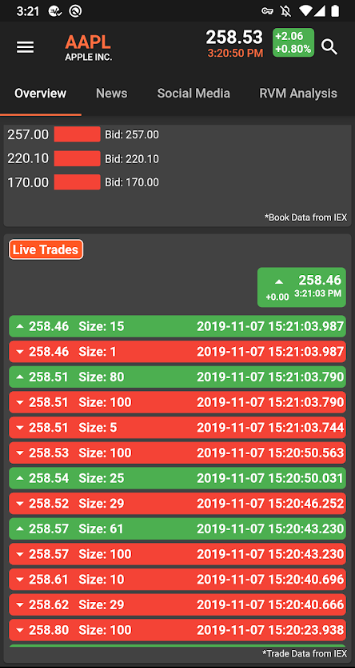 3:21
AAPL
APPLE INC.
258.53
3:20:50 PM
+2.06
+0.80%
Overview News Social Media RVM Analysis
257.00 Bid: 257.00
220.10 Bid: 220.10
170.00 Bid: 170.00
*Book Data from IEX
Live Trades
258.46
+0.00 3:21:03 PM
258.46 Size: 15 2019-11-07 15:21:03.987
258.46 Size: 1 2019-11-07 15:21:03.987
258.51 Size: 80 2019-11-07 15:21:03.790
258.51 Size: 100 2019-11-07 15:21:03.790
258.51 Size: 5 2019-11-07 15:21:03.744
258.53 Size: 100 2019-11-07 15:20:50.563
258.54 Size: 25 2019-11-07 15:20:50.031
258.52 Size: 29 2019-11-07 15:20:46.252
258.57 Size: 61 2019-11-07 15:20:43.230
258.57 Size: 100 2019-11-07 15:20:43.230
258.61 Size: 10 2019-11-07 15:20:40.696
258.62 Size: 29 2019-11-07 15:20:40.666
258.80 Size: 100 2019-11-07 15:20:23.938
*Trade Data from IEX